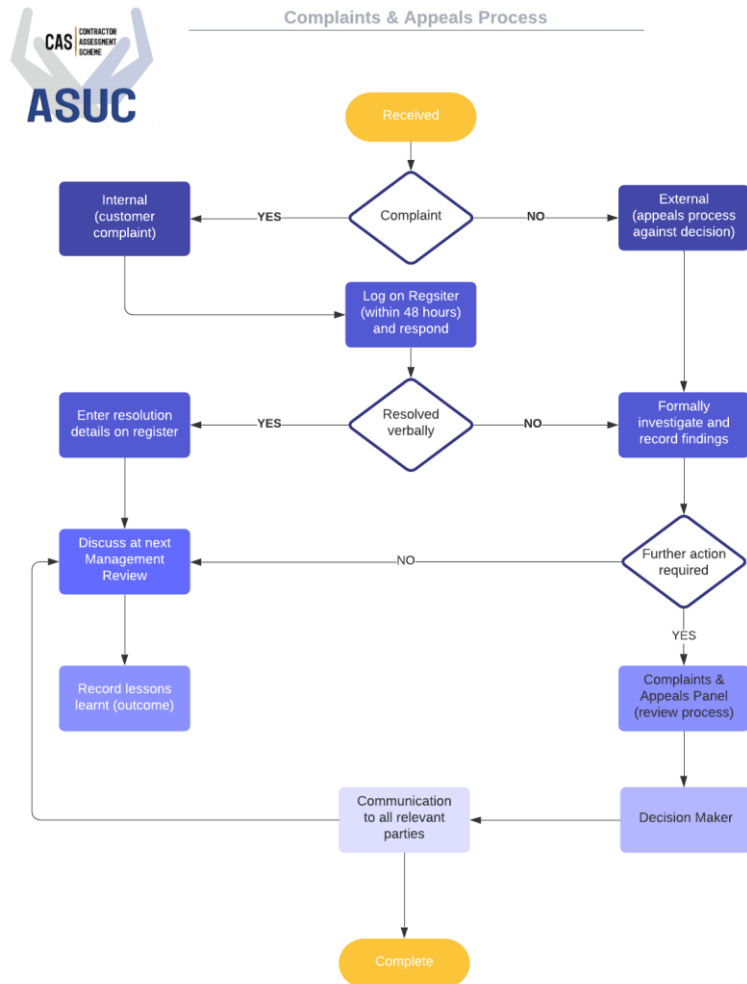 Complaints & Appeals Process
CAS
CONTRACTOR
ASSESSMENT
SCHEME
ASUC
Received
Internal
(customer
complaint)
YES
Complaint
NO
External
(appeals process
against decision)
Log on Regsiter
(within 48 hours)
and respond
Enter resolution
details on register
YES
Resolved
verbally
NO
Formally
investigate and
record findings
Discuss at next
Management
Review
NO
Further action
required
YES
Record lessons
learnt (outcome)
Complaints &
Appeals Panel
(review process)
Communication
to all relevant
parties
Decision Maker
Complete